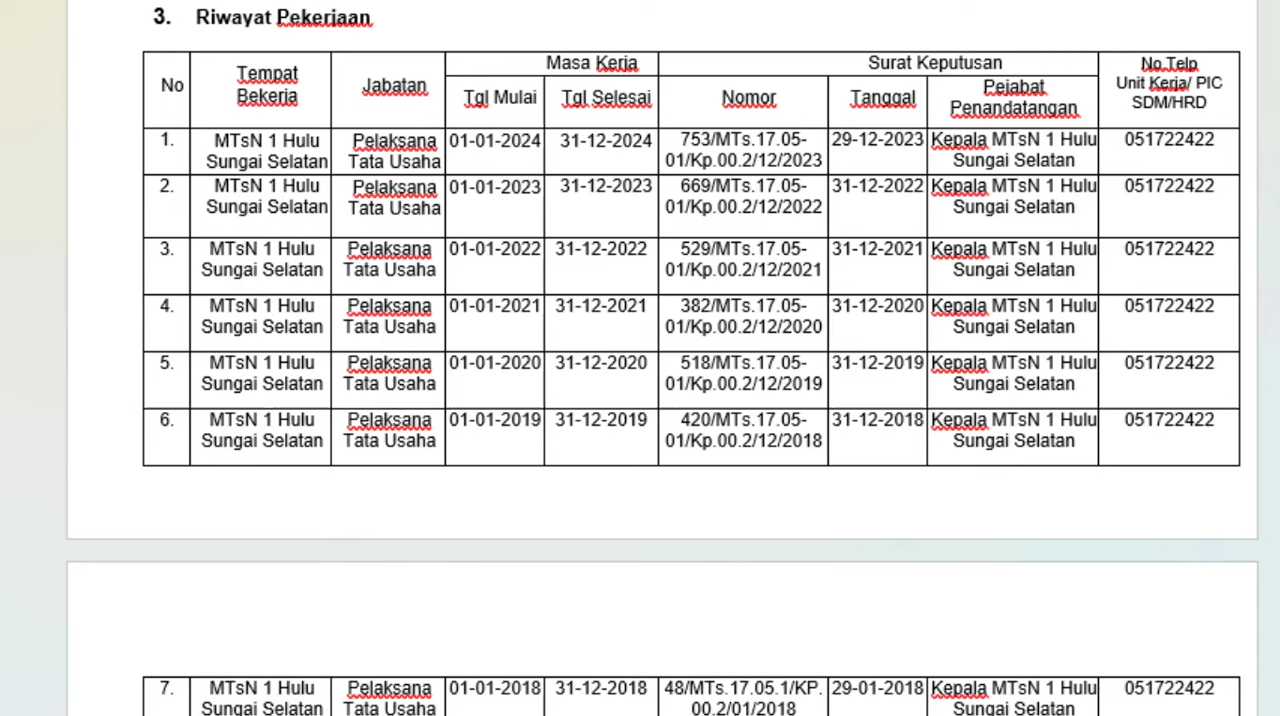 3. Riwayat Pekerjaan
No Tempat Bekerja Jabatan Masa Kerja Surat Keputusan No.Telp Unit Kerja/ PIC SDM/HRD
Tgl Mulai Tgl Selesai Nomor Tanggal Pejabat Penandatangan
1. MTsN 1 Hulu Pelaksana 01-01-2024 31-12-2024 753/MTs.17.05- 29-12-2023 Kepala MTsN 1 Hulu 051722422
Sungai Selatan Tata Usaha 01/Kp.00.2/12/2023 Sungai Selatan
2. MTsN 1 Hulu Pelaksana 01-01-2023 31-12-2023 669/MTs.17.05- 31-12-2022 Kepala MTsN 1 Hulu 051722422
Sungai Selatan Tata Usaha 01/Kp.00.2/12/2022 Sungai Selatan
3. MTsN 1 Hulu Pelaksana 01-01-2022 31-12-2022 529/MTs.17.05- 31-12-2021 Kepala MTsN 1 Hulu 051722422
Sungai Selatan Tata Usaha 01/Kp.00.2/12/2021 Sungai Selatan
4. MTsN 1 Hulu Pelaksana 01-01-2021 31-12-2021 382/MTs.17.05- 31-12-2020 Kepala MTsN 1 Hulu 051722422
Sungai Selatan Tata Usaha 01/Kp.00.2/12/2020 Sungai Selatan
5. MTsN 1 Hulu Pelaksana 01-01-2020 31-12-2020 518/MTs.17.05- 31-12-2019 Kepala MTsN 1 Hulu 051722422
Sungai Selatan Tata Usaha 01/Kp.00.2/12/2019 Sungai Selatan
6. MTsN 1 Hulu Pelaksana 01-01-2019 31-12-2019 420/MTs.17.05- 31-12-2018 Kepala MTsN 1 Hulu 051722422
Sungai Selatan Tata Usaha 01/Kp.00.2/12/2018 Sungai Selatan
7. MTsN 1 Hulu Pelaksana 01-01-2018 31-12-2018 48/MTs.17.05.1/KP. 29-01-2018 Kepala MTsN 1 Hulu 051722422
Sungai Selatan Tata Usaha 00.2/01/2018 Sungai Selatan